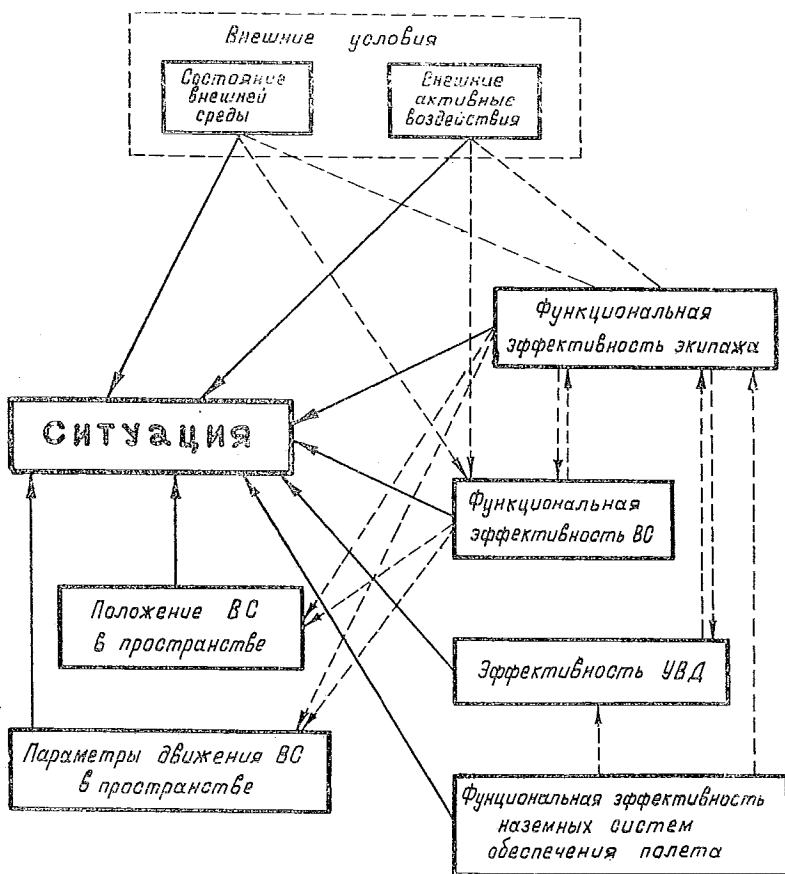 Внешние условия
Состояние
внешней
среды
Внешние
активные
воздействия
Функциональная
эффективность экипажа
СИТУАЦИЯ
Функциональная
эффективность ВС
Положение ВС
в пространстве
Эффективность УВД
Параметры движения ВС
в пространстве
Фунциональная эффективность
наземных систем
обеспечения полета